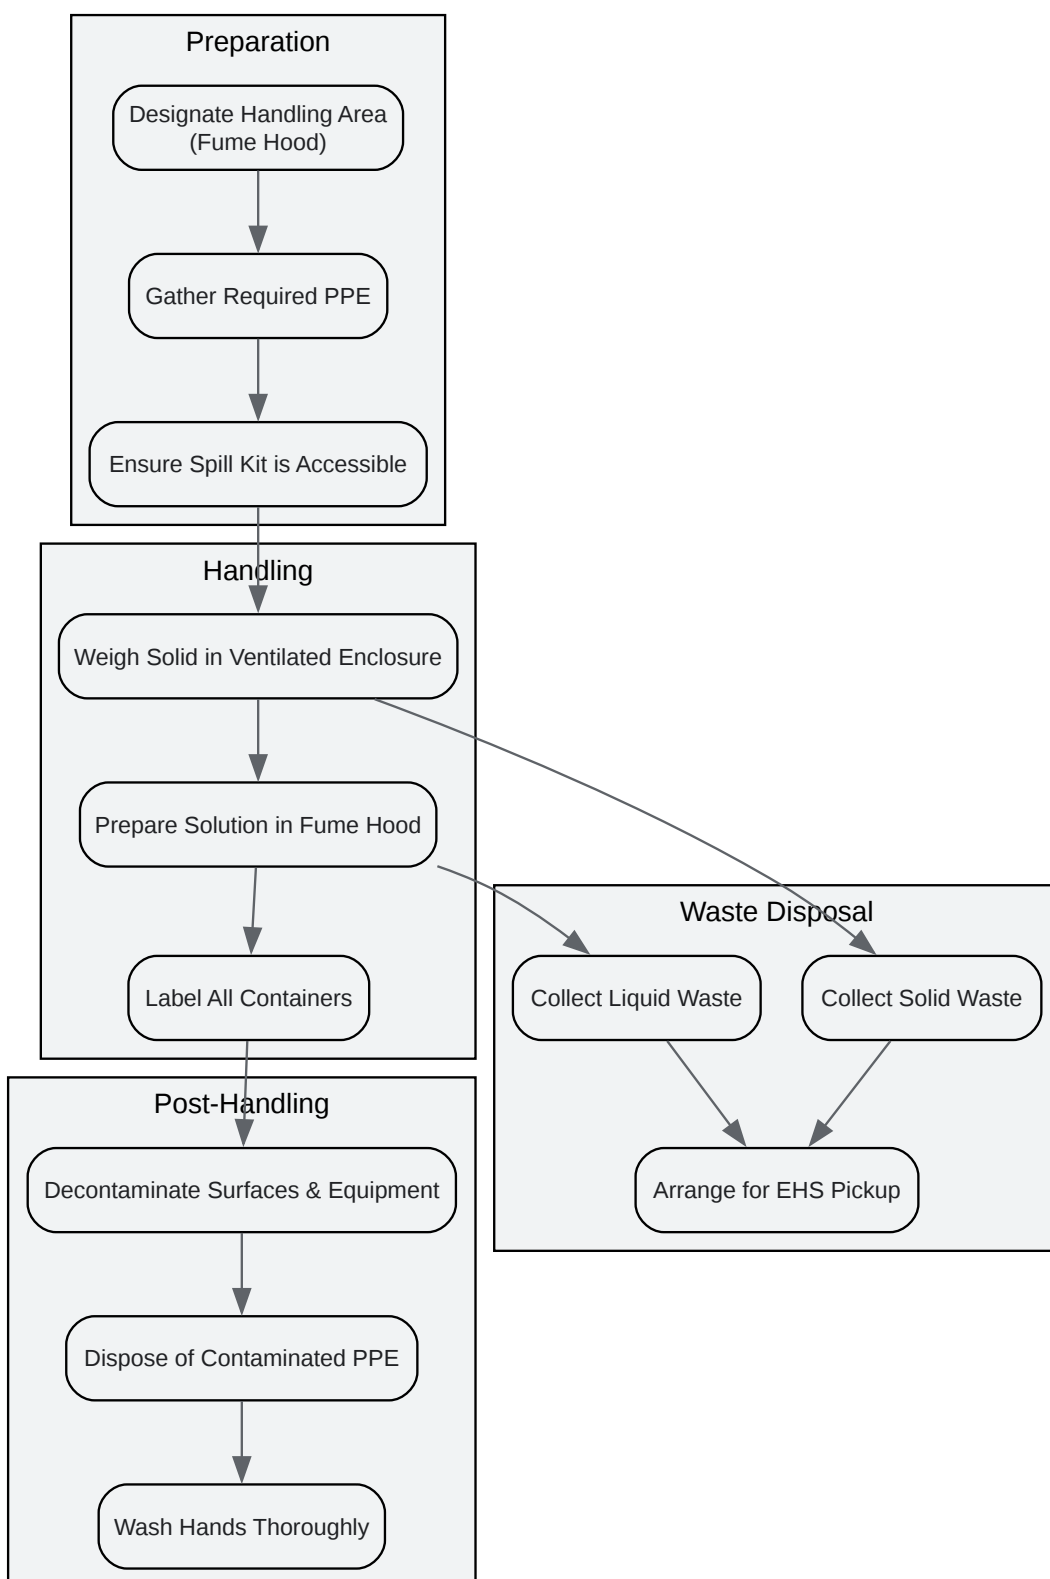 Preparation
Designate Handling Area
(Fume Hood)
Gather Required PPE
Ensure Spill Kit is Accessible
Handling
Weigh Solid in Ventilated Enclosure
Prepare Solution in Fume Hood
Label All Containers
Waste Disposal
Collect Liquid Waste
Collect Solid Waste
Arrange for EHS Pickup
Post-Handling
Decontaminate Surfaces & Equipment
Dispose of Contaminated PPE
Wash Hands Thoroughly